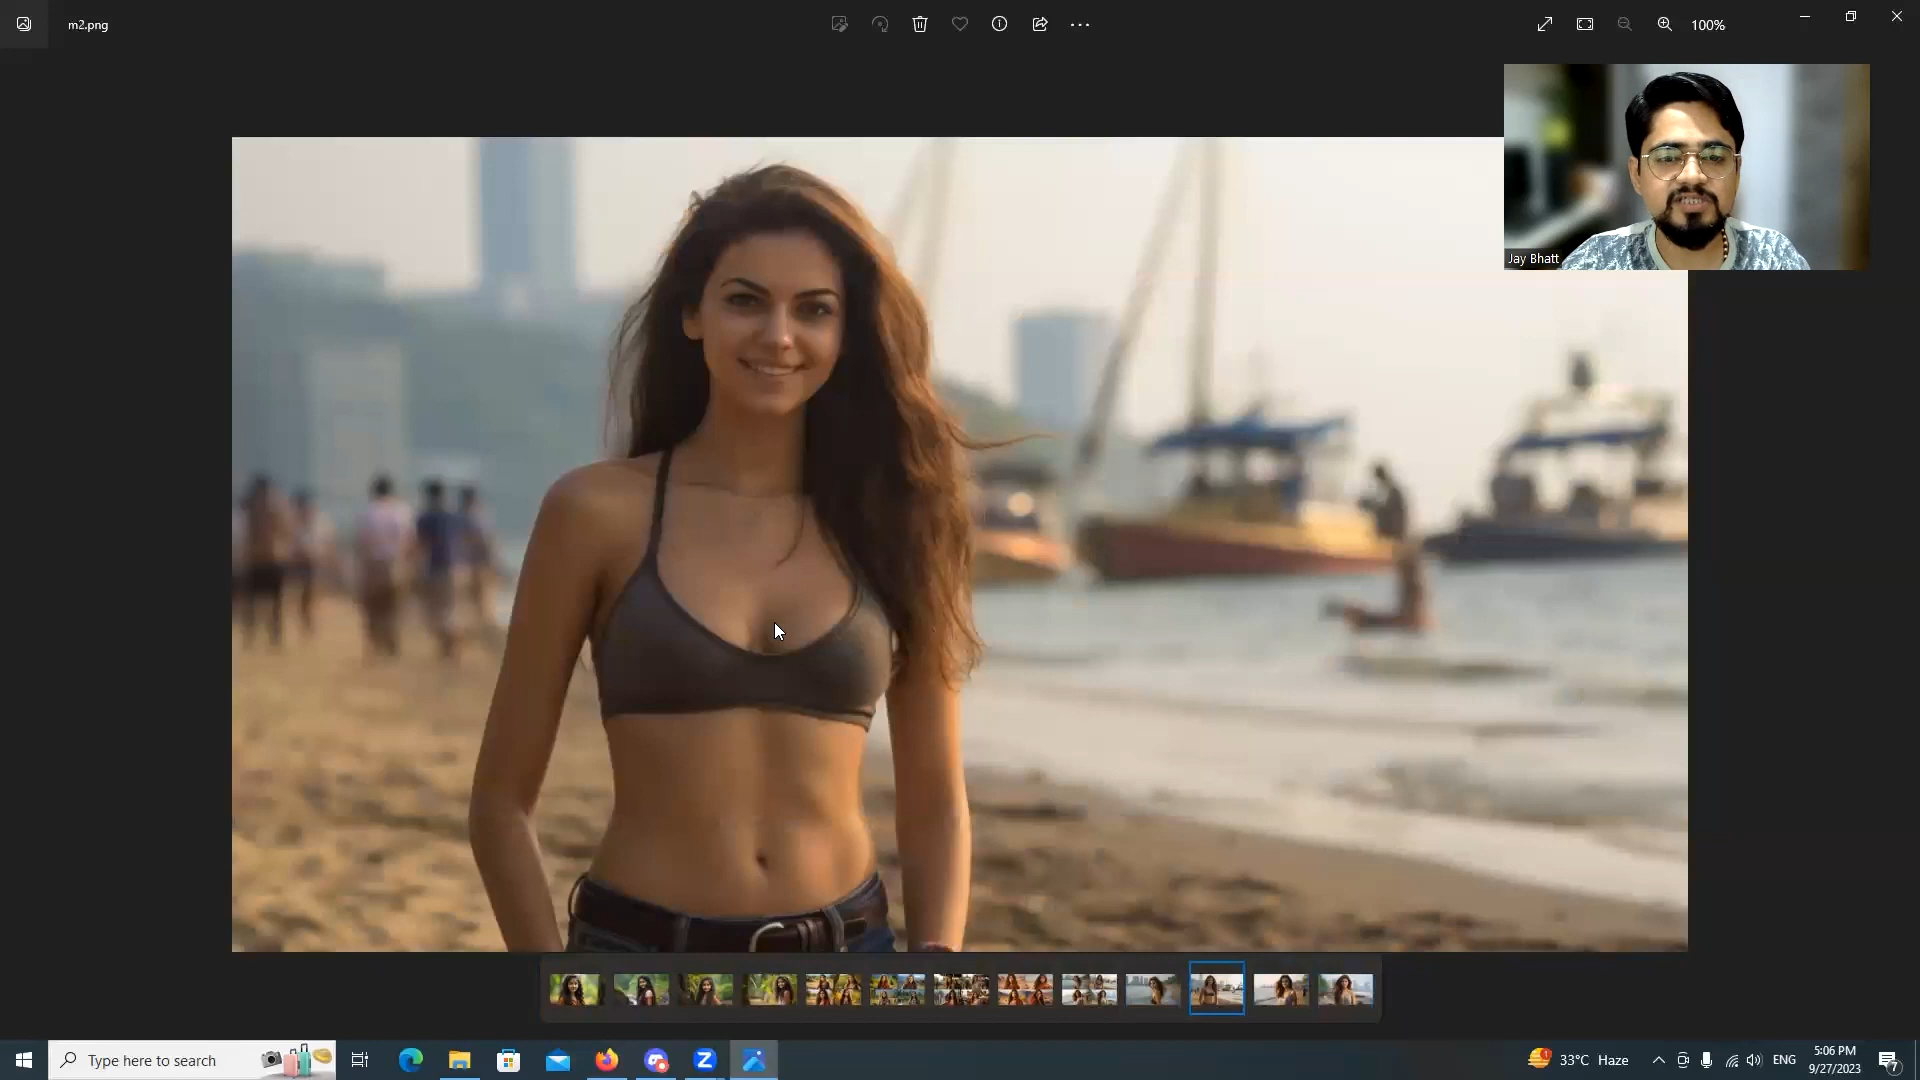 m2.png
100%
Jay Bhatt
Type here to search
33°C Haze
ENG
5:06 PM
9/27/2023